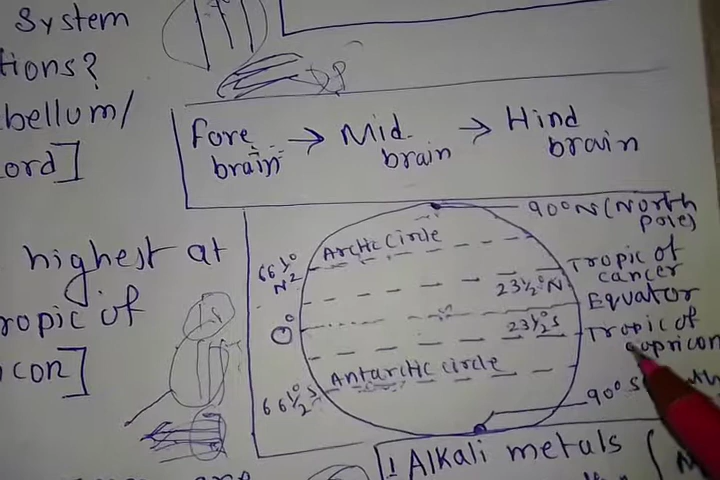 System
tions?
bellum/
ord]
Fore brain → Mid. brain → Hind brain
highest at
ropic of
con]
90°N (North Pole)
Arctic circle
66½° N
Tropic of cancer
23½°N
Equator
0°
23½°S
Tropic of capricon
Antarctic circle
66½°S
90°S
! Alkali metals